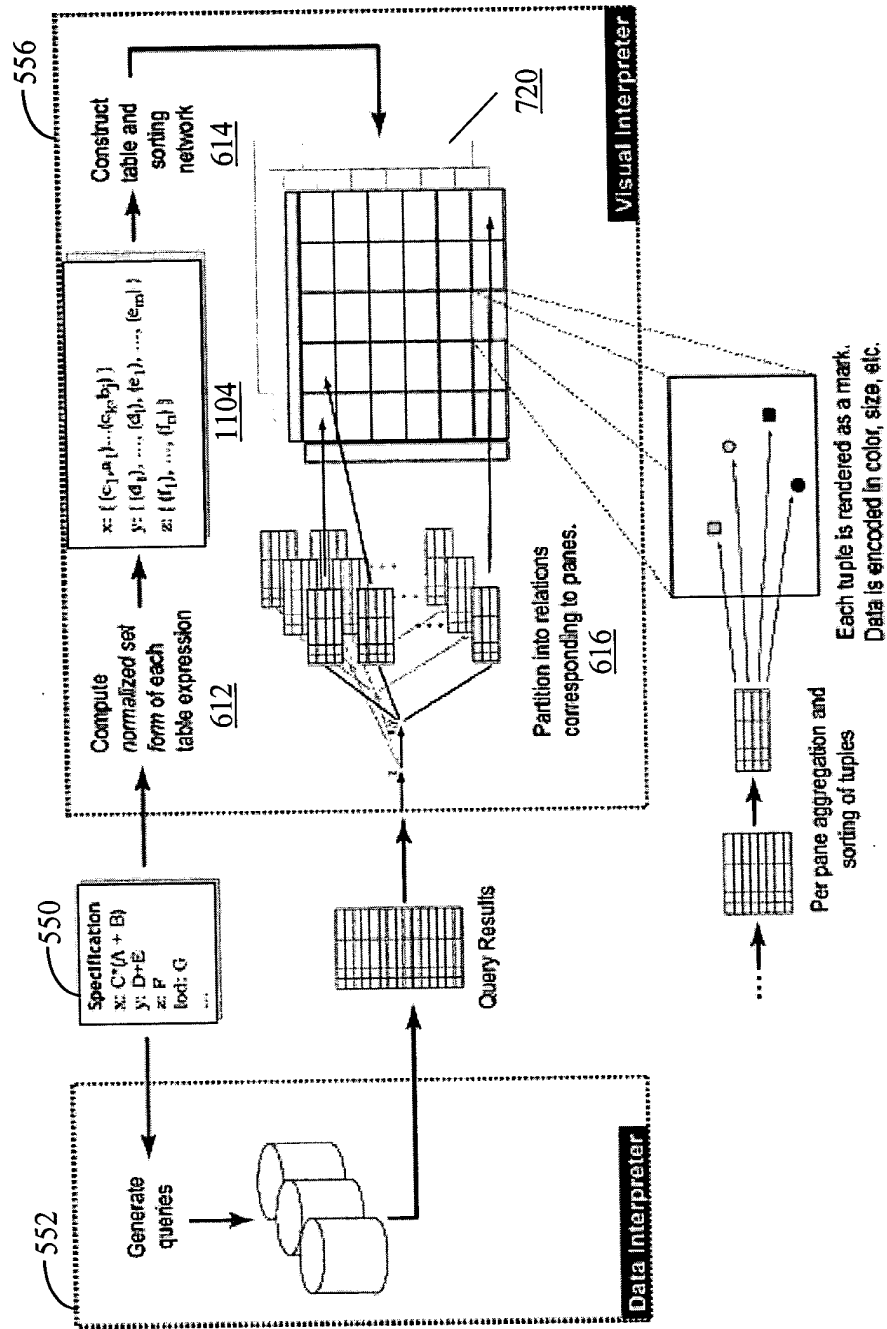 552
Generate
queries
Data Interpreter
550
Specification
x: C*(A + B)
y: D+E
z: F
lod: G
...
Query Results
556
Compute
normalized set
form of each
table expression
612
x: { (c1,a1)...(ck,bj) }
y: { (d1), ..., (dl), (e1), ..., (em) }
z: { (f1), ..., (fn) }
1104
Construct
table and
sorting
network
614
Partition into relations
corresponding to panes.
616
720
Visual Interpreter
...
Per pane aggregation and
sorting of tuples
Each tuple is rendered as a mark.
Data is encoded in color, size, etc.